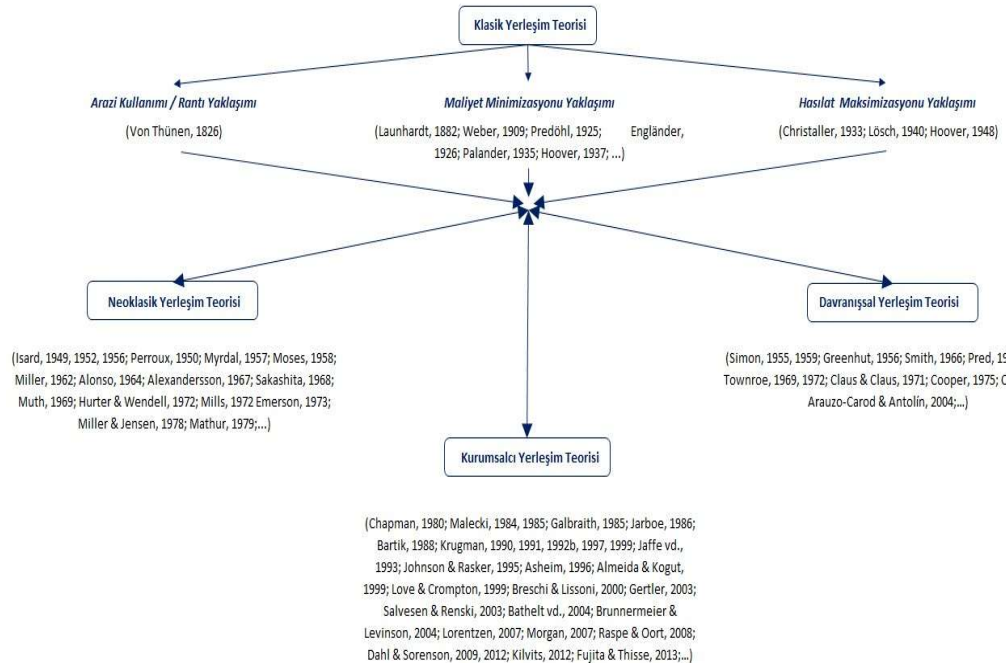 Klasik Yerleşim Teorisi
Arazi Kullanımı / Rantı Yaklaşımı
(Von Thünen, 1826)
Maliyet Minimizasyonu Yaklaşımı
(Launhardt, 1882; Weber, 1909; Predöhl, 1925; Engländer,
1926; Palander, 1935; Hoover, 1937; ...)
Hasılat Maksimizasyonu Yaklaşımı
(Christaller, 1933; Lösch, 1940; Hoover, 1948)
Neoklasik Yerleşim Teorisi
(Isard, 1949, 1952, 1956; Perroux, 1950; Myrdal, 1957; Moses, 1958;
Miller, 1962; Alonso, 1964; Alexandersson, 1967; Sakashita, 1968;
Muth, 1969; Hurter & Wendell, 1972; Mills, 1972 Emerson, 1973;
Miller & Jensen, 1978; Mathur, 1979;...)
Davranışsal Yerleşim Teorisi
(Simon, 1955, 1959; Greenhut, 1956; Smith, 1966; Pred,
Townroe, 1969, 1972; Claus & Claus, 1971; Cooper, 1975;
Arauzo-Carod & Antolín, 2004;...)
Kurumsalcı Yerleşim Teorisi
(Chapman, 1980; Malecki, 1984, 1985; Galbraith, 1985; Jarboe, 1986;
Bartik, 1988; Krugman, 1990, 1991, 1992b, 1997, 1999; Jaffe vd.,
1993; Johnson & Rasker, 1995; Asheim, 1996; Almeida & Kogut,
1999; Love & Crompton, 1999; Breschi & Lissoni, 2000; Gertler, 2003;
Salvesen & Renski, 2003; Bathelt vd., 2004; Brunnermeier &
Levinson, 2004; Lorentzen, 2007; Morgan, 2007; Raspe & Oort, 2008;
Dahl & Sorenson, 2009, 2012; Kilvits, 2012; Fujita & Thisse, 2013;...)